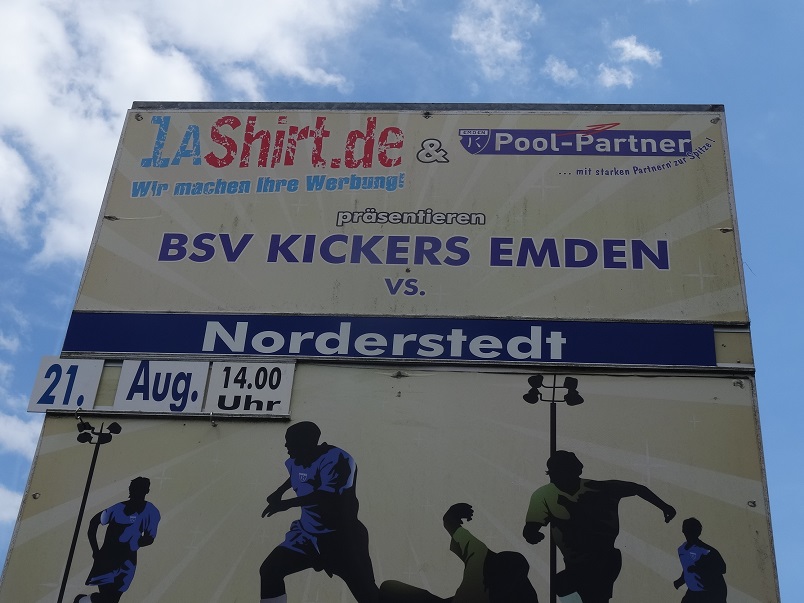 1AShirt.de & EMDEN Pool-Partner
Wir machen Ihre Werbung!
... mit starken Partnern zur Spitze!
präsentieren
BSV KICKERS EMDEN
vs.
Norderstedt
21. Aug. 14.00
Uhr